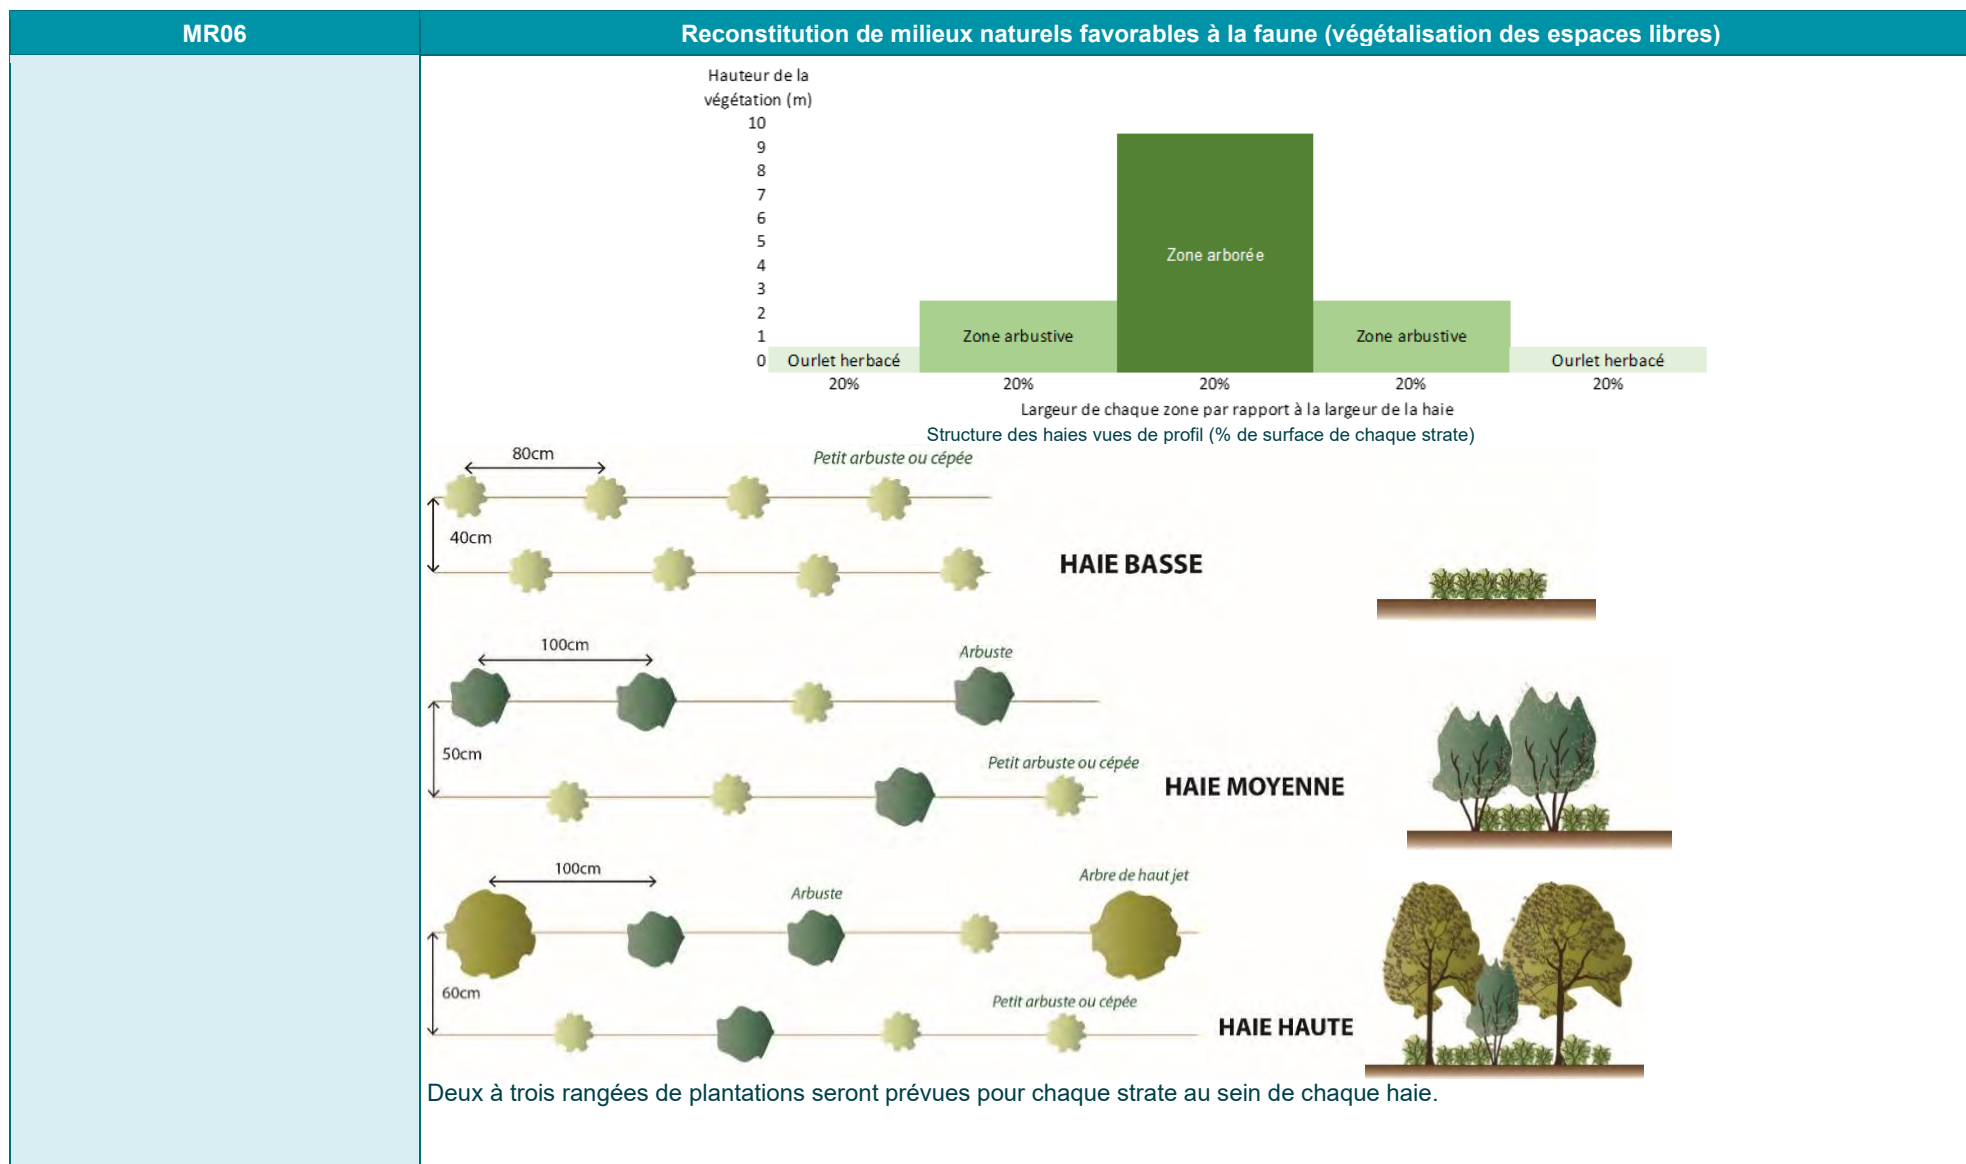 MR06
Reconstitution de milieux naturels favorables à la faune (végétalisation des espaces libres)
Hauteur de la
végétation (m)
10
9
8
7
6
5
4
3
2
1
0
Zone arborée
Zone arbustive
Zone arbustive
Ourlet herbacé
Ourlet herbacé
20%
20%
20%
20%
20%
Largeur de chaque zone par rapport à la largeur de la haie
Structure des haies vues de profil (% de surface de chaque strate)
80cm
Petit arbuste ou cépée
40cm
HAIE BASSE
100cm
Arbuste
50cm
Petit arbuste ou cépée
HAIE MOYENNE
100cm
Arbuste
Arbre de haut jet
60cm
Petit arbuste ou cépée
HAIE HAUTE
Deux à trois rangées de plantations seront prévues pour chaque strate au sein de chaque haie.